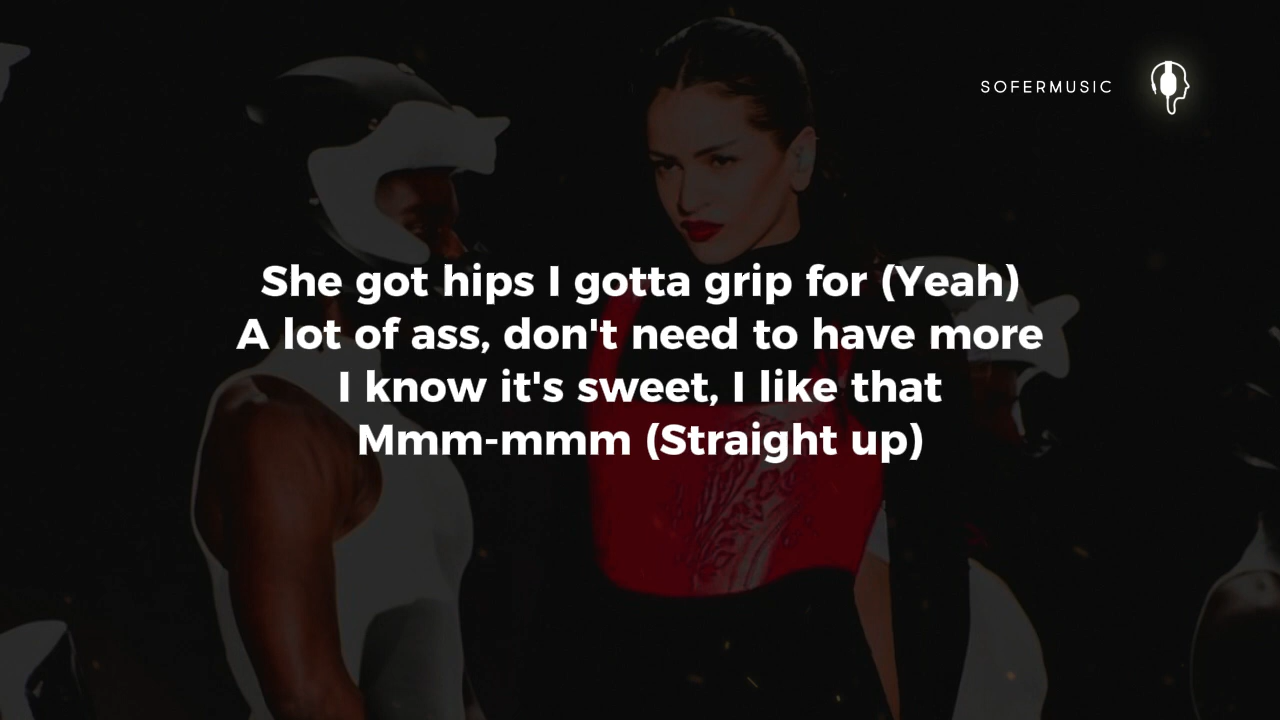 SOFERMUSIC
She got hips I gotta grip for (Yeah)
A lot of ass, don't need to have more
I know it's sweet, I like that
Mmm-mmm (Straight up)